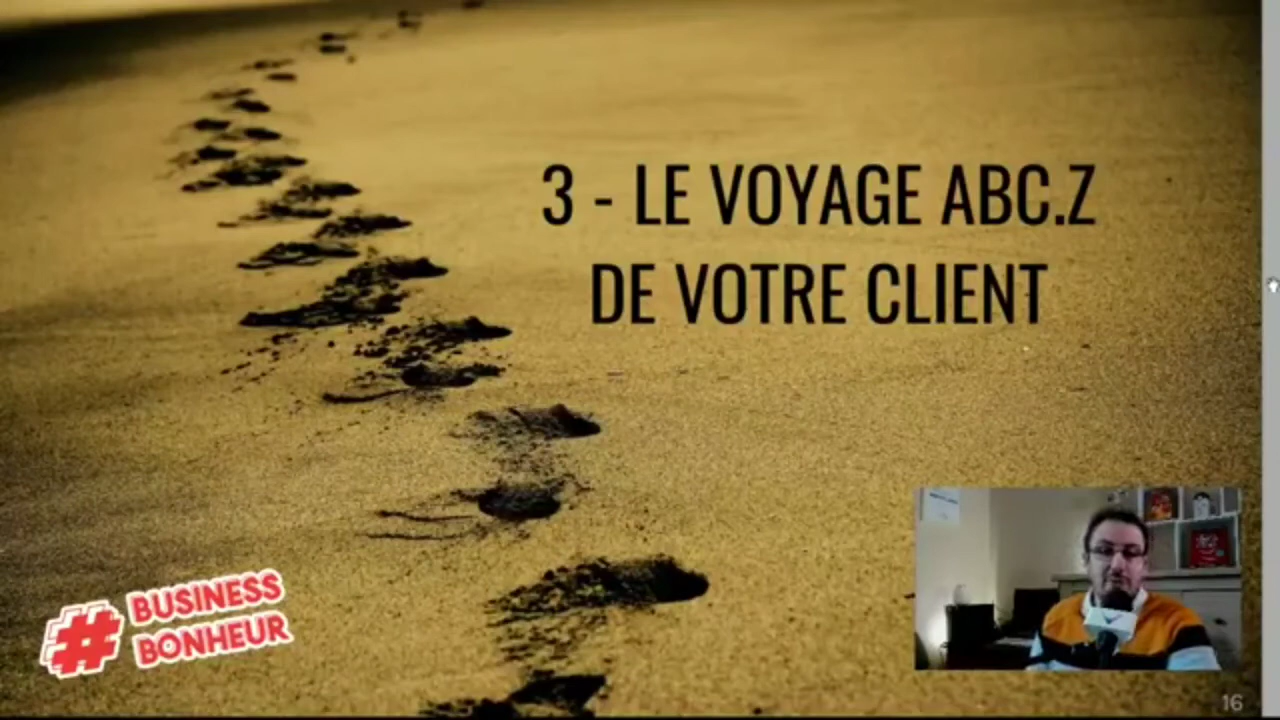 3 - LE VOYAGE ABC.Z
DE VOTRE CLIENT
# BUSINESS
BONHEUR
16